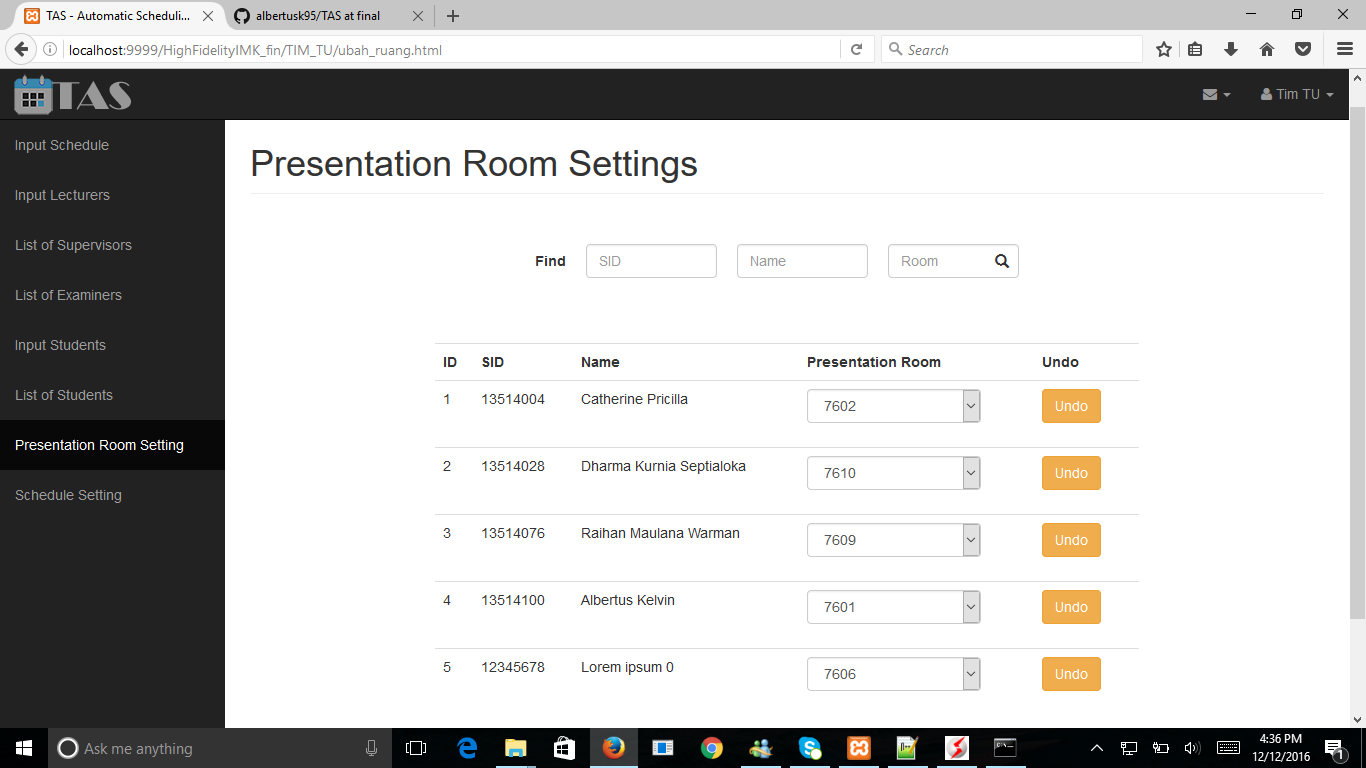 TAS - Automatic Scheduli...
albertusk95/TAS at final
localhost:9999/HighFidelityIMK_fin/TIM_TU/ubah_ruang.html
Search
TAS
Tim TU
Input Schedule
Input Lecturers
List of Supervisors
List of Examiners
Input Students
List of Students
Presentation Room Setting
Schedule Setting
Presentation Room Settings
Find SID Name Room
ID SID Name Presentation Room Undo
1 13514004 Catherine Pricilla 7602 Undo
2 13514028 Dharma Kurnia Septialoka 7610 Undo
3 13514076 Raihan Maulana Warman 7609 Undo
4 13514100 Albertus Kelvin 7601 Undo
5 12345678 Lorem ipsum 0 7606 Undo
Ask me anything
4:36 PM
12/12/2016
1